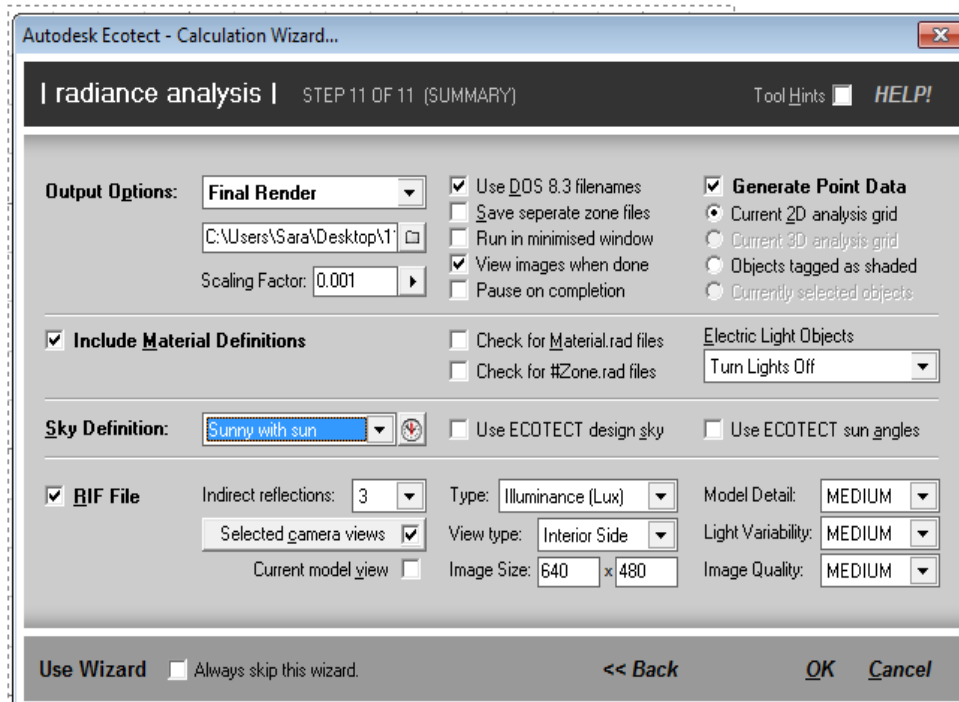 Autodesk Ecotect - Calculation Wizard...
| radiance analysis | STEP 11 OF 11 (SUMMARY) Tool Hints HELP!
Output Options: Final Render Use DOS 8.3 filenames Generate Point Data
Save seperate zone files Current 2D analysis grid
C:\Users\Sara\Desktop\1 Run in minimised window Current 3D analysis grid
View images when done Objects tagged as shaded
Scaling Factor: 0.001 Pause on completion Currently selected objects
Include Material Definitions Check for Material.rad files Electric Light Objects
Check for #Zone.rad files Turn Lights Off
Sky Definition: Sunny with sun Use ECOTECT design sky Use ECOTECT sun angles
RIF File Indirect reflections: 3 Type: Illuminance (Lux) Model Detail: MEDIUM
Selected camera views View type: Interior Side Light Variability: MEDIUM
Current model view Image Size: 640 x 480 Image Quality: MEDIUM
Use Wizard Always skip this wizard. << Back OK Cancel